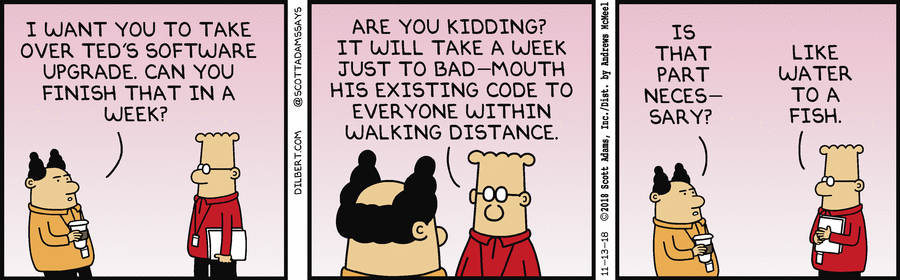 I WANT YOU TO TAKE
OVER TED'S SOFTWARE
UPGRADE. CAN YOU
FINISH THAT IN A
WEEK?
DILBERT.COM @SCOTTADAMSSAYS
ARE YOU KIDDING?
IT WILL TAKE A WEEK
JUST TO BAD—MOUTH
HIS EXISTING CODE TO
EVERYONE WITHIN
WALKING DISTANCE.
11-13-18 ©2018 Scott Adams, Inc./Dist. by Andrews McMeel
IS
THAT
PART
NECES—
SARY?
LIKE
WATER
TO A
FISH.